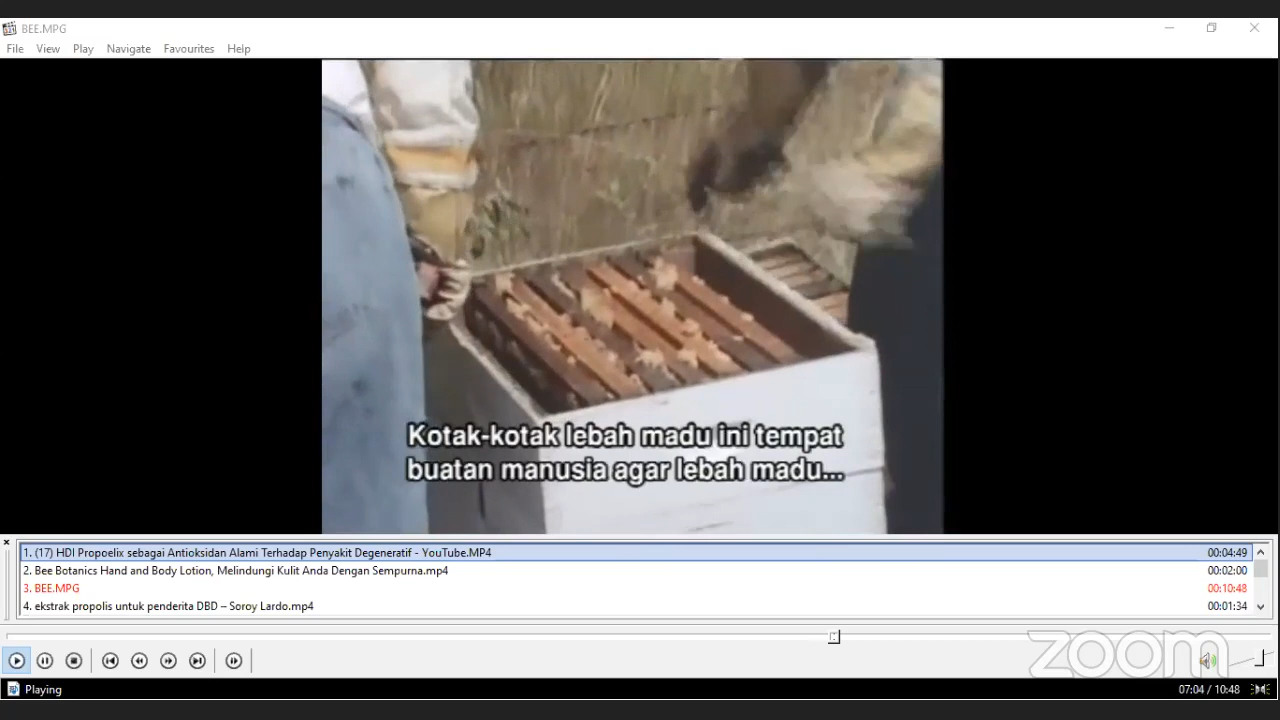 BEE.MPG
File View Play Navigate Favourites Help
Kotak-kotak lebah madu ini tempat
buatan manusia agar lebah madu...
1. (17) HDI Propoelix sebagai Antioksidan Alami Terhadap Penyakit Degeneratif - YouTube.MP4 00:04:49
2. Bee Botanics Hand and Body Lotion, Melindungi Kulit Anda Dengan Sempurna.mp4 00:02:00
3. BEE.MPG 00:10:48
4. ekstrak propolis untuk penderita DBD – Soroy Lardo.mp4 00:01:34
zoom
Playing 07:04 / 10:48